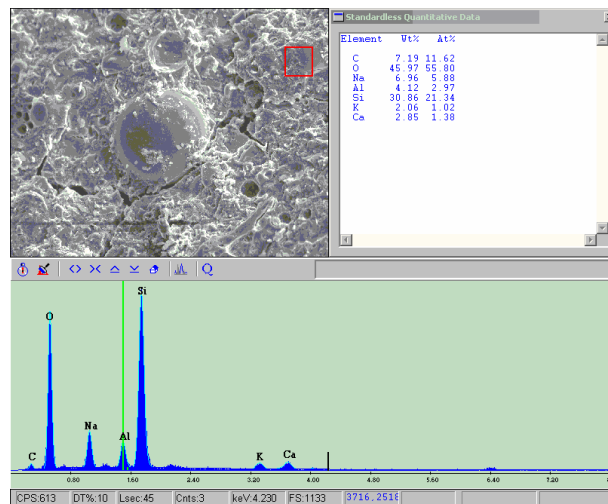 Standardless Quantitative Data
Element Wt% At%
C 7.19 11.62
O 45.97 55.80
Na 6.96 5.88
Al 4.12 2.97
Si 30.86 21.34
K 2.06 1.02
Ca 2.85 1.38
Q
Si
O
Na
Al
C
K
Ca
0.80 1.60 2.40 3.20 4.00 4.80 5.60 6.40 7.20
CPS:613 DT%:10 Lsec:45 Cnts:3 keV:4.230 FS:1133 3716,2518